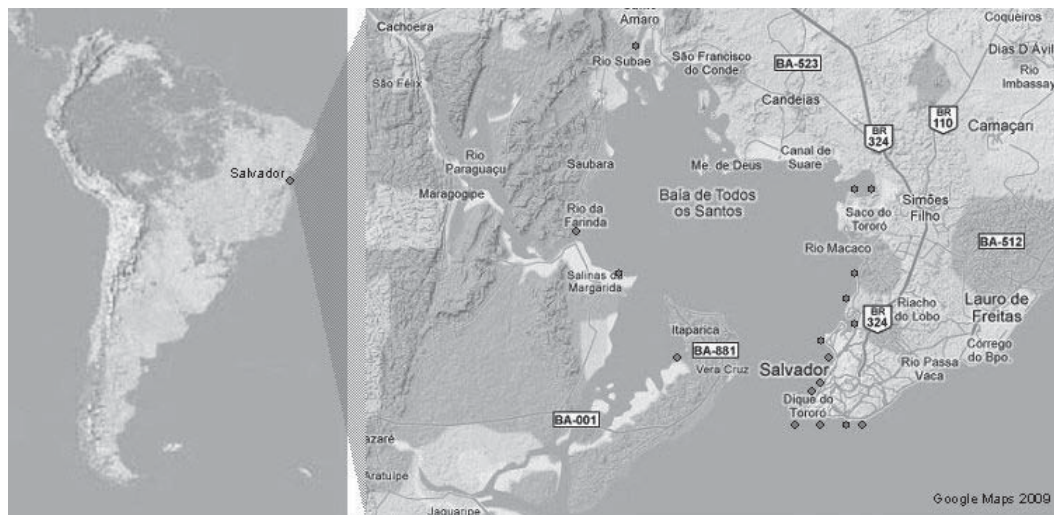 Salvador
Cachoeira
Amaro
Coqueiros
São Francisco
do Conde
BA-523
Dias D Ávil
Rio Subae
Rio
Imbassay
São Félix
Candeias
BR
110
BR
324
Camaçari
Canal de
Suare
Rio
Paraguaçu
Saubara
Me. de Deus
Maragogipe
Baía de Todos
os Santos
Simões
Filho
Rio da
Farinda
Saco do
Tororó
BA-512
Rio Macaco
Salinas da
Margarida
Riacho
do Lobo
Lauro de
Freitas
BR
324
Itaparica
BA-881
Córrego
do Bpo.
Vera Cruz
Salvador
Rio Passa
Vaca
Dique do
Tororó
BA-001
azaré
Aratuípe
Jaguaripe
Google Maps 2009